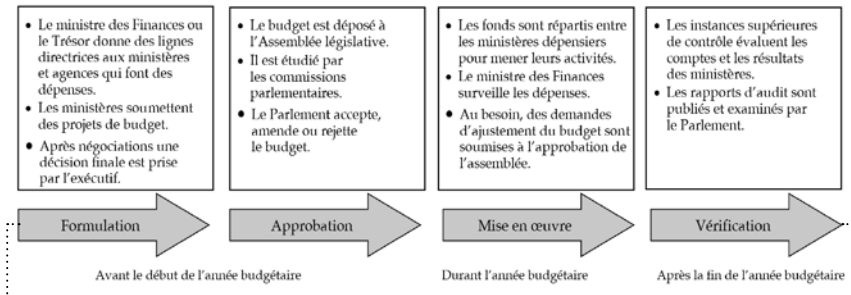 • Le ministre des Finances ou
le Trésor donne des lignes
directrices aux ministères
et agences qui font des
dépenses.
• Les ministères soumettent
des projets de budget.
• Après négociations une
décision finale est prise
par l'exécutif.
• Le budget est déposé à
l'Assemblée législative.
• Il est étudié par
les commissions
parlementaires.
• Le Parlement accepte,
amende ou rejette
le budget.
• Les fonds sont répartis entre
les ministères dépensiers
pour mener leurs activités.
• Le ministre des Finances
surveille les dépenses.
• Au besoin, des demandes
d'ajustement du budget sont
soumises à l'approbation de
l'assemblée.
• Les instances supérieures
de contrôle évaluent les
comptes et les résultats
des ministères.
• Les rapports d'audit sont
publiés et examinés par
le Parlement.
Formulation
Approbation
Mise en œuvre
Vérification
Avant le début de l'année budgétaire
Durant l'année budgétaire
Après la fin de l'année budgétaire